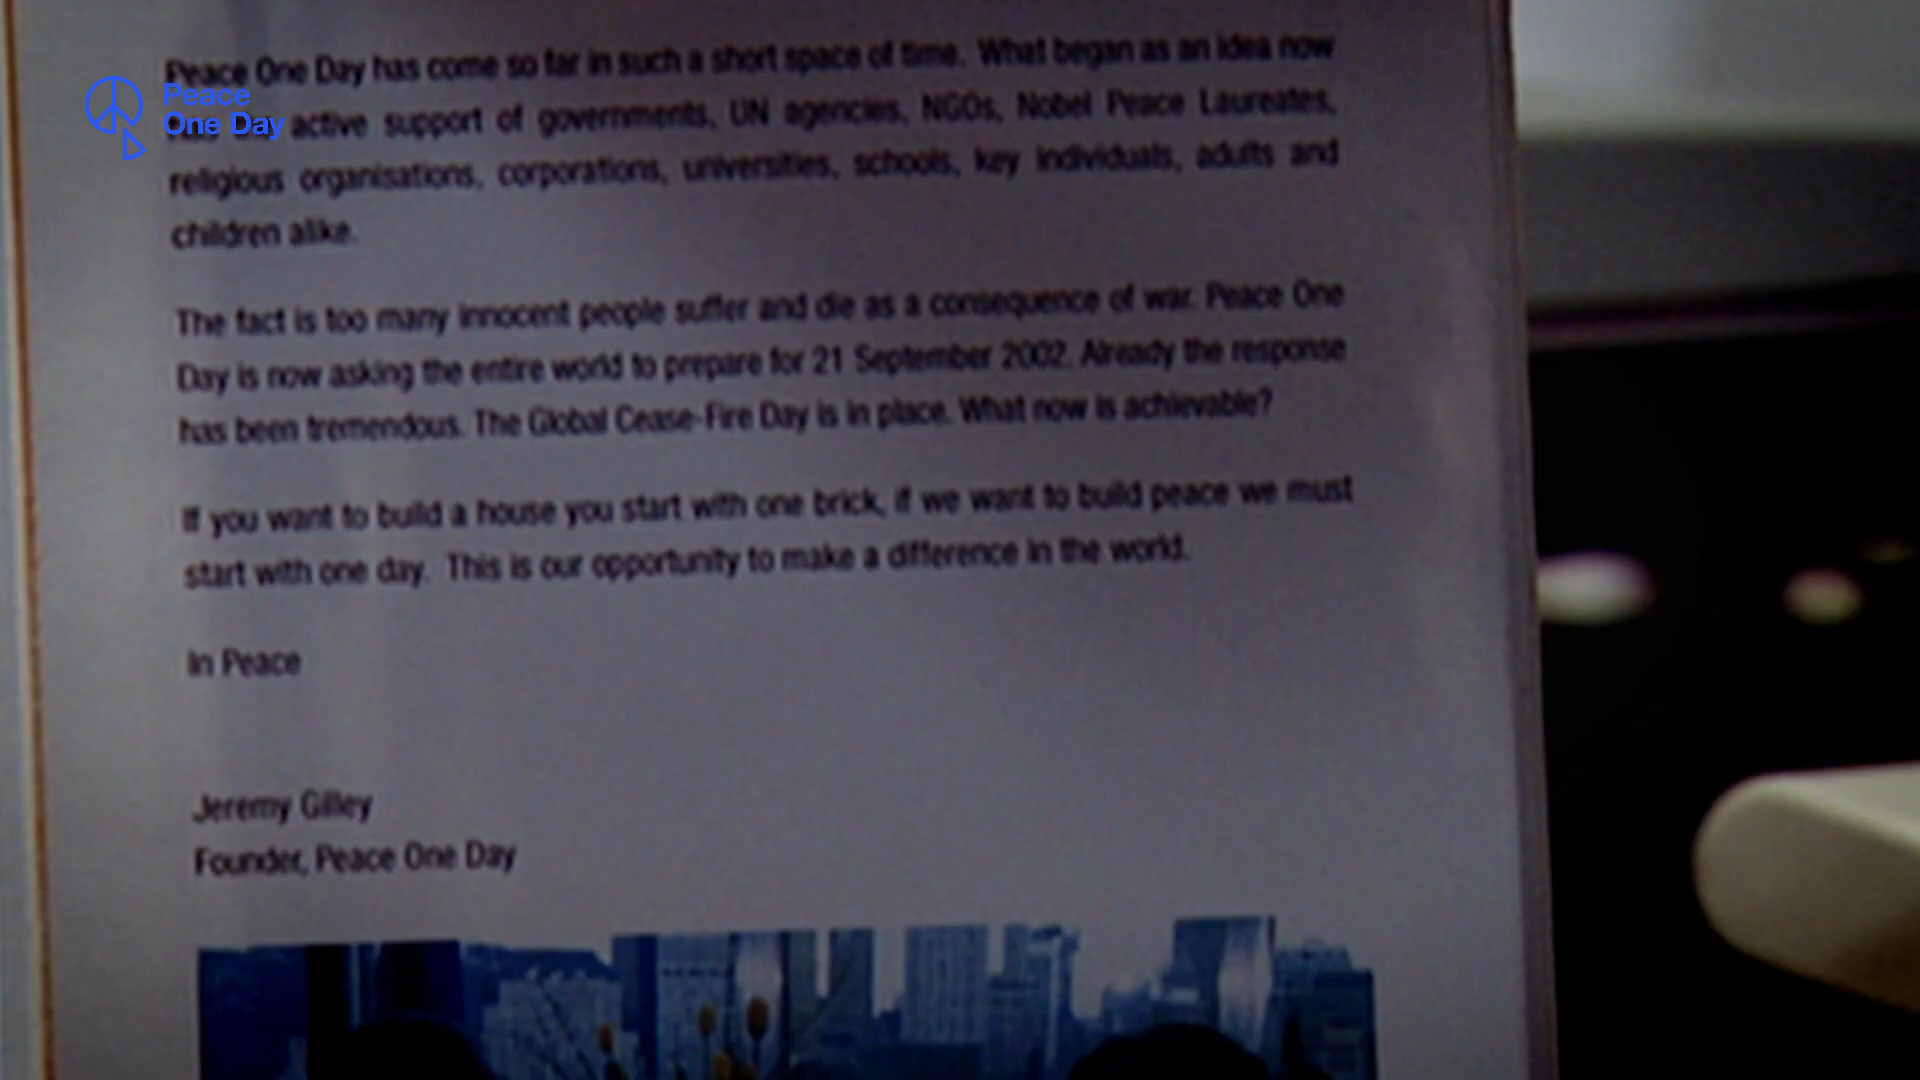 Peace One Day has come so far in such a short space of time. What began as an idea now
Peace
One Day
active support of governments, UN agencies, NGOs, Nobel Peace Laureates,
religious organisations, corporations, universities, schools, key individuals, adults and
children alike.
The fact is too many innocent people suffer and die as a consequence of war. Peace One
Day is now asking the entire world to prepare for 21 September 2002. Already the response
has been tremendous. The Global Cease-Fire Day is in place. What now is achievable?
If you want to build a house you start with one brick, if we want to build peace we must
start with one day. This is our opportunity to make a difference in the world.
In Peace
Jeremy Gilley
Founder, Peace One Day